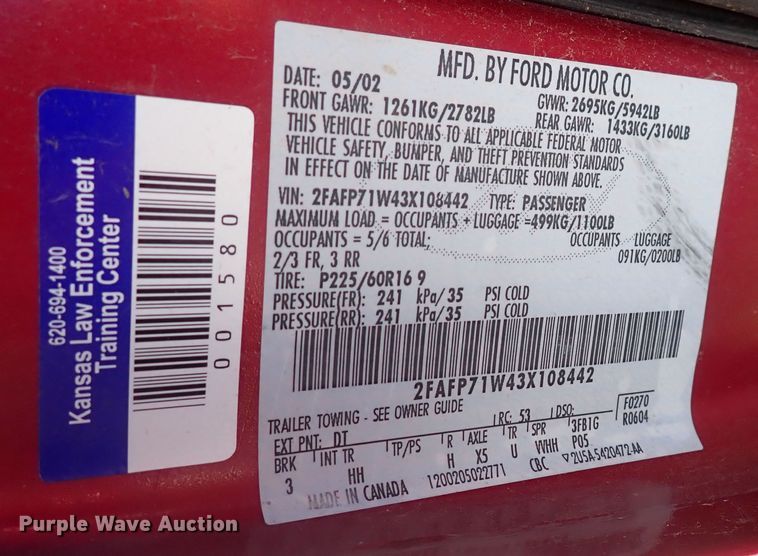 620-694-1400
Kansas Law Enforcement
Training Center
001580
MFD. BY FORD MOTOR CO.
DATE: 05/02
GVWR: 2695KG/5942LB
FRONT GAWR: 1261KG/2782LB
REAR GAWR: 1433KG/3160LB
THIS VEHICLE CONFORMS TO ALL APPLICABLE FEDERAL MOTOR
VEHICLE SAFETY, BUMPER, AND THEFT PREVENTION STANDARDS
IN EFFECT ON THE DATE OF MANUFACTURE SHOWN ABOVE.
VIN: 2FAFP71W43X108442 TYPE: PASSENGER
MAXIMUM LOAD = OCCUPANTS + LUGGAGE =499KG/1100LB
OCCUPANTS = 5/6 TOTAL; OCCUPANTS LUGGAGE
2/3 FR, 3 RR 091KG/0200LB
TIRE: P225/60R16 9
PRESSURE(FR): 241 kPa/35 PSI COLD
PRESSURE(RR): 241 kPa/35 PSI COLD
2FAFP71W43X108442
TRAILER TOWING - SEE OWNER GUIDE
EXT PNT: DT RC: 53 DSO: F0270
BRK INT TR TP/PS R AXLE TR SPR 3FB1G R0604
3 HH H X5 U WHH P05
MADE IN CANADA 1200205022771 CBC 2U5A-5420472-AA
Purple Wave Auction